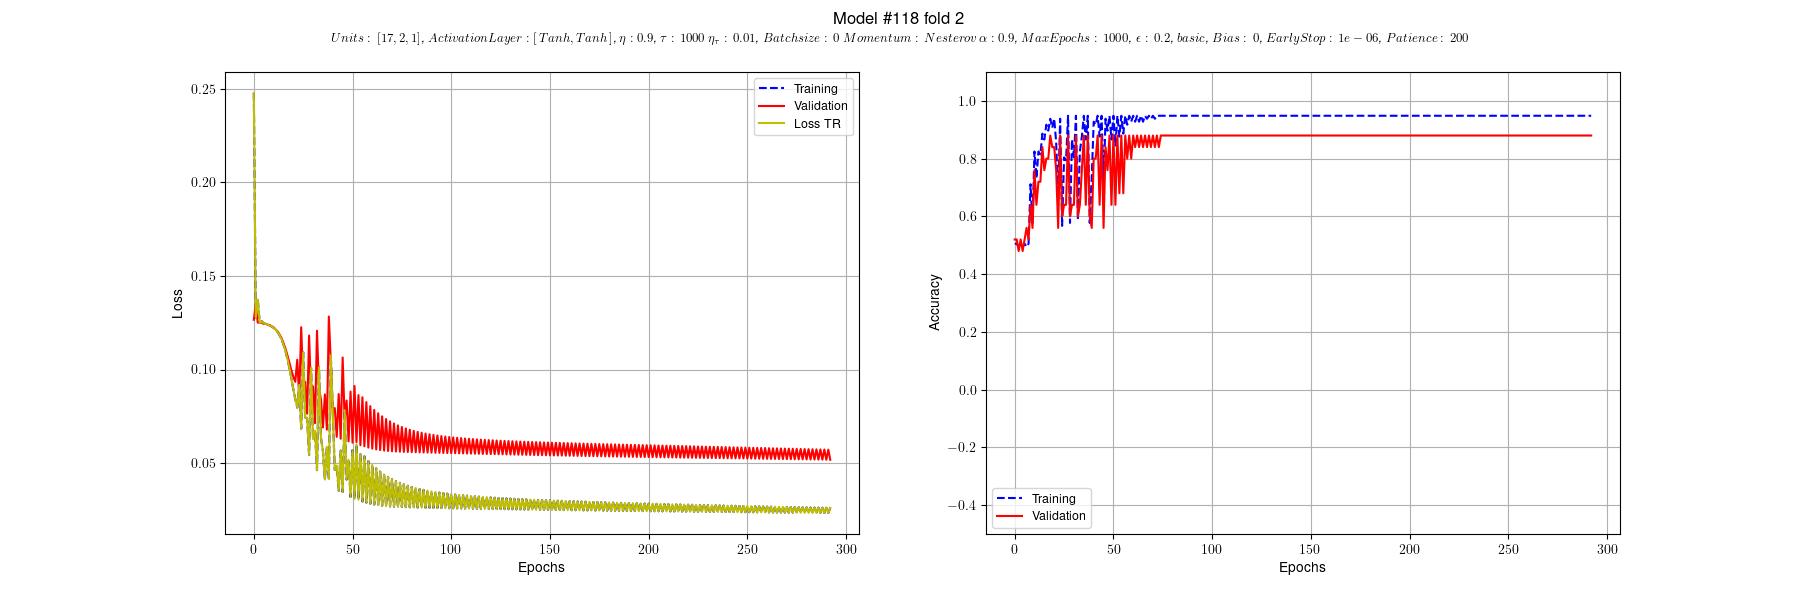 Model #118 fold 2
Units : [17, 2, 1], ActivationLayer : [Tanh, Tanh], η : 0.9, τ : 1000 η_τ : 0.01, Batchsize : 0 Momentum : Nesterov α : 0.9, MaxEpochs : 1000, ϵ : 0.2, basic, Bias : 0, EarlyStop : 1e − 06, Patience : 200
0.25
0.20
0.15
0.10
0.05
Loss
0 50 100 150 200 250 300
Epochs
Training
Validation
Loss TR
1.0
0.8
0.6
0.4
0.2
0.0
−0.2
−0.4
Accuracy
0 50 100 150 200 250 300
Epochs
Training
Validation